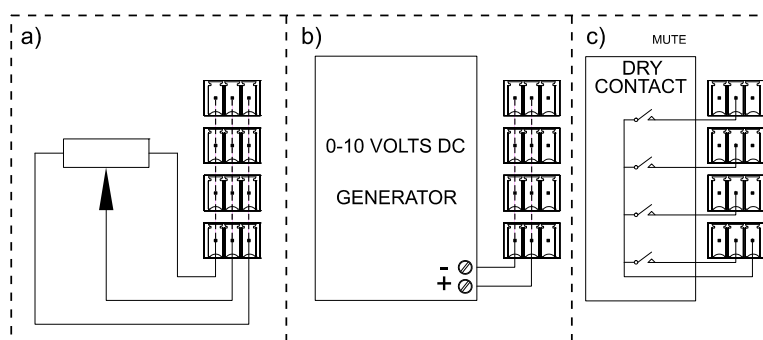 a)
b)
0-10 VOLTS DC
GENERATOR
-
+
c)
MUTE
DRY
CONTACT